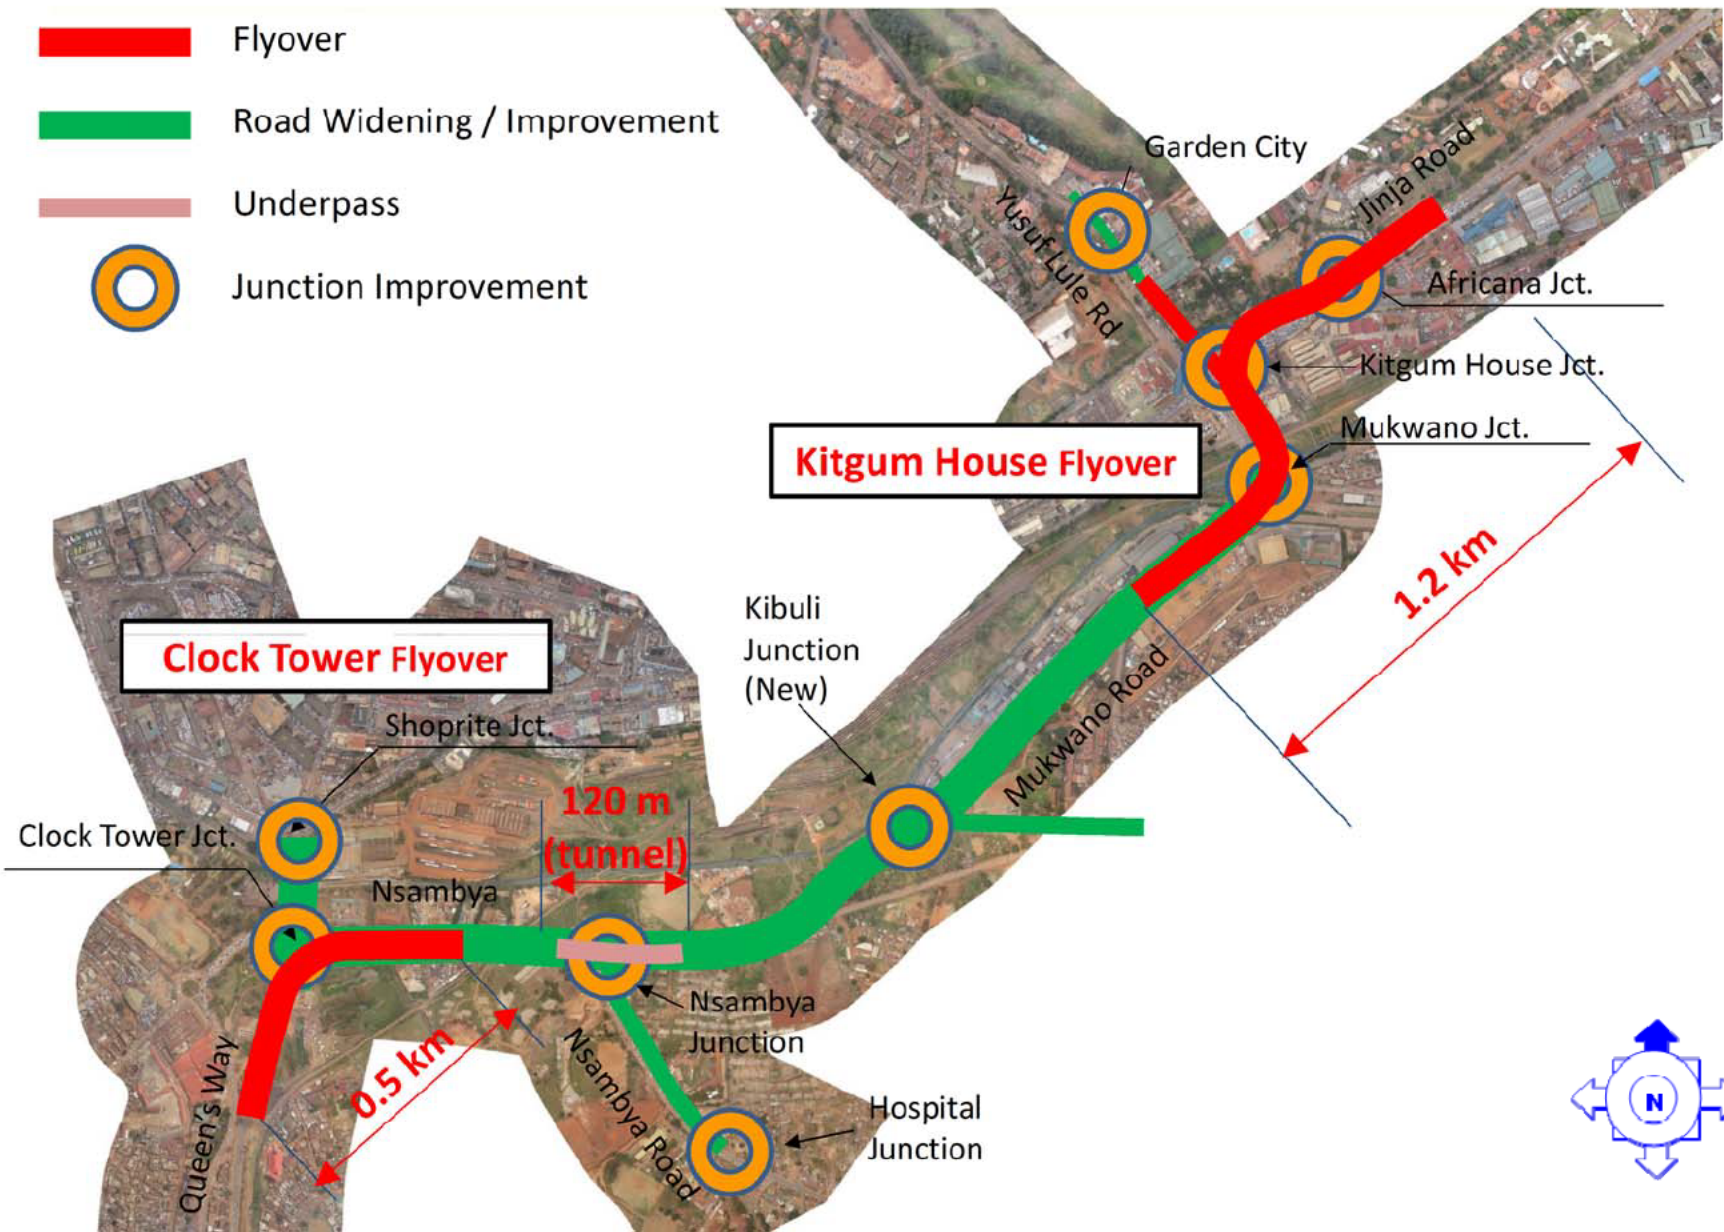 Flyover
Road Widening / Improvement
Underpass
Junction Improvement
Garden City
Jinja Road
Yusuf Lule Rd
Africana Jct.
Kitgum House Jct.
Mukwano Jct.
Kitgum House Flyover
1.2 km
Kibuli
Junction
(New)
Mukwano Road
Clock Tower Flyover
Shoprite Jct.
120 m
(tunnel)
Clock Tower Jct.
Nsambya
Nsambya
Junction
0.5 km
Nsambya Road
Queen's Way
Hospital
Junction
N